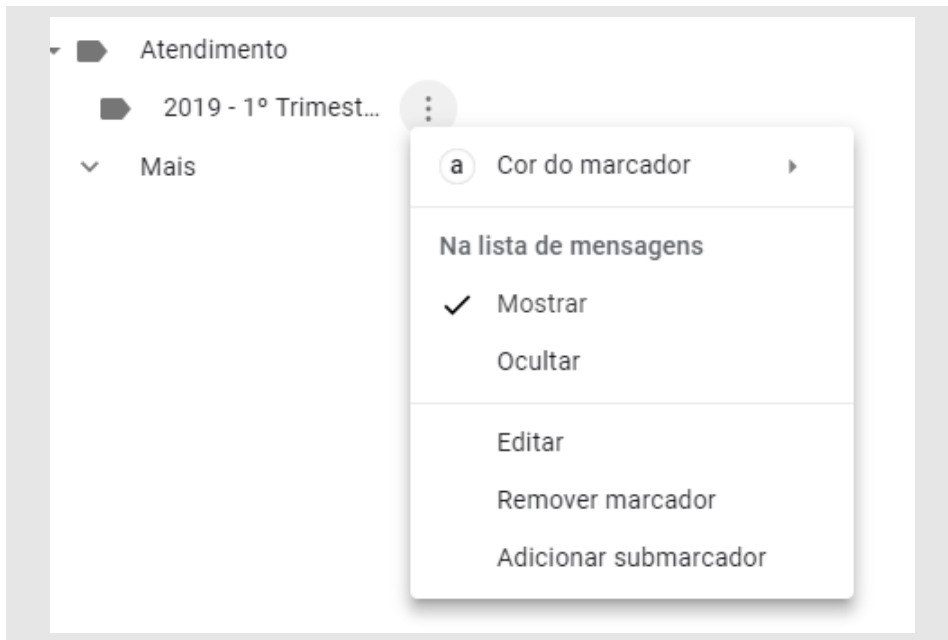 Atendimento
2019 - 1º Trimest...
Mais
a Cor do marcador
Na lista de mensagens
Mostrar
Ocultar
Editar
Remover marcador
Adicionar submarcador